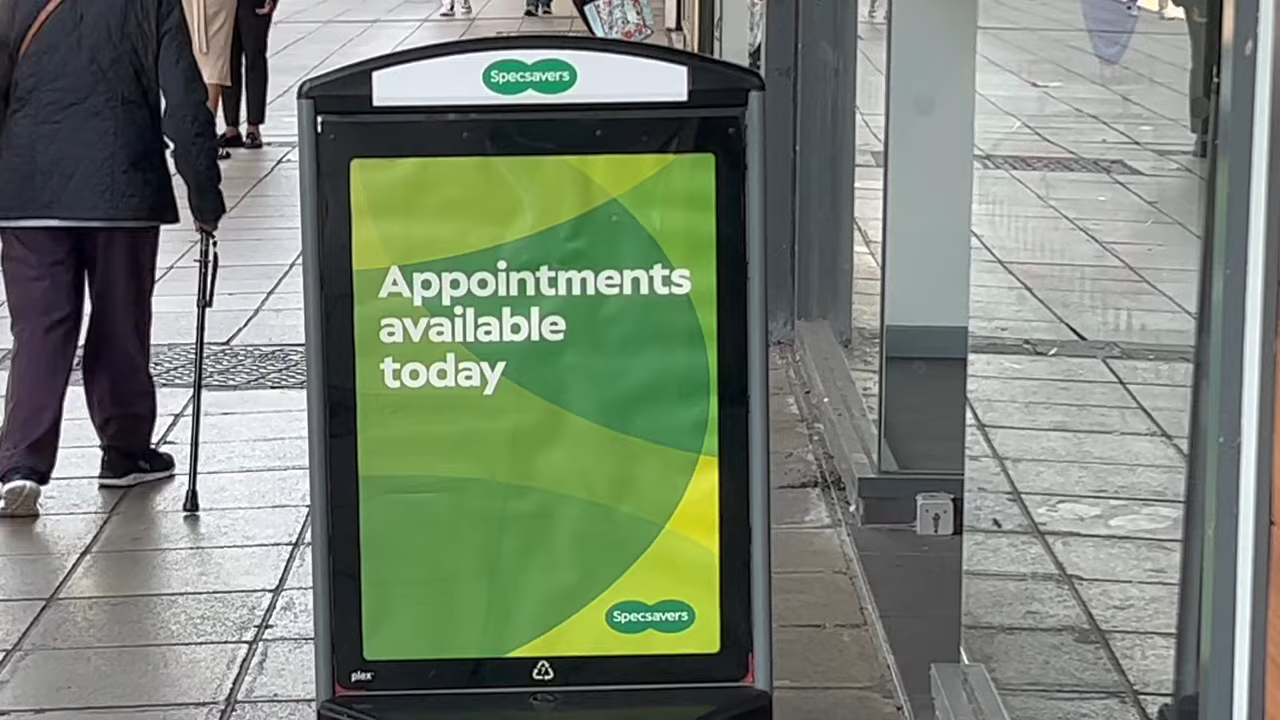 Specsavers
Appointments
available
today
Specsavers
plex